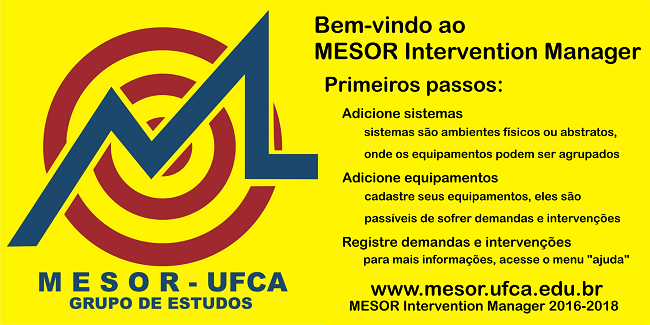 MESOR - UFCA
GRUPO DE ESTUDOS
Bem-vindo ao
MESOR Intervention Manager
Primeiros passos:
Adicione sistemas
sistemas são ambientes físicos ou abstratos,
onde os equipamentos podem ser agrupados
Adicione equipamentos
cadastre seus equipamentos, eles são
passíveis de sofrer demandas e intervenções
Registre demandas e intervenções
para mais informações, acesse o menu "ajuda"
www.mesor.ufca.edu.br
MESOR Intervention Manager 2016-2018